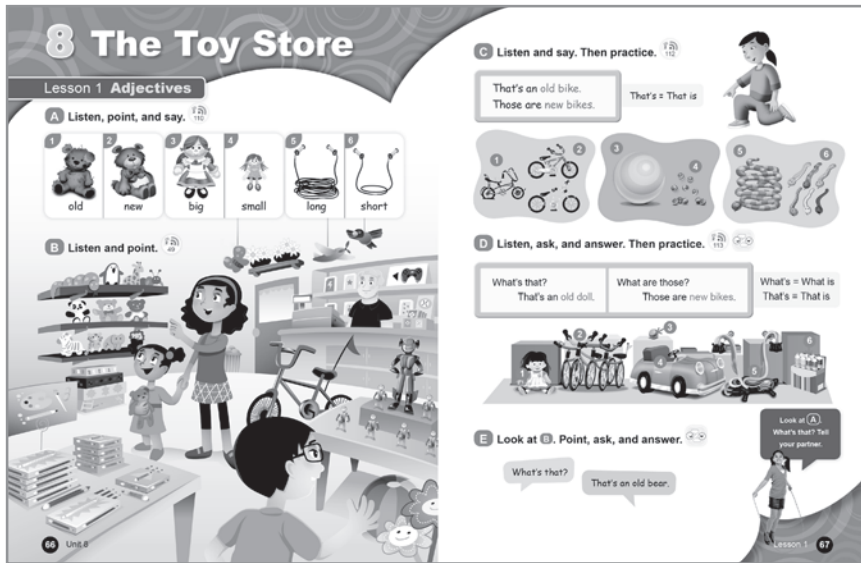 8 The Toy Store
Lesson 1 Adjectives
A Listen, point, and say. 110
1
2
3
4
5
6
old
new
big
small
long
short
B Listen and point.
66 Unit 8
C Listen and say. Then practice. 112
That's an old bike.
Those are new bikes.
That's = That is
1
2
3
4
5
6
D Listen, ask, and answer. Then practice. 113
What's that?
That's an old doll.
What are those?
Those are new bikes.
What's = What is
That's = That is
1
2
3
4
5
6
E Look at B. Point, ask, and answer.
What's that?
That's an old bear.
Look at A.
What's that? Tell
your partner.
Lesson 1 67